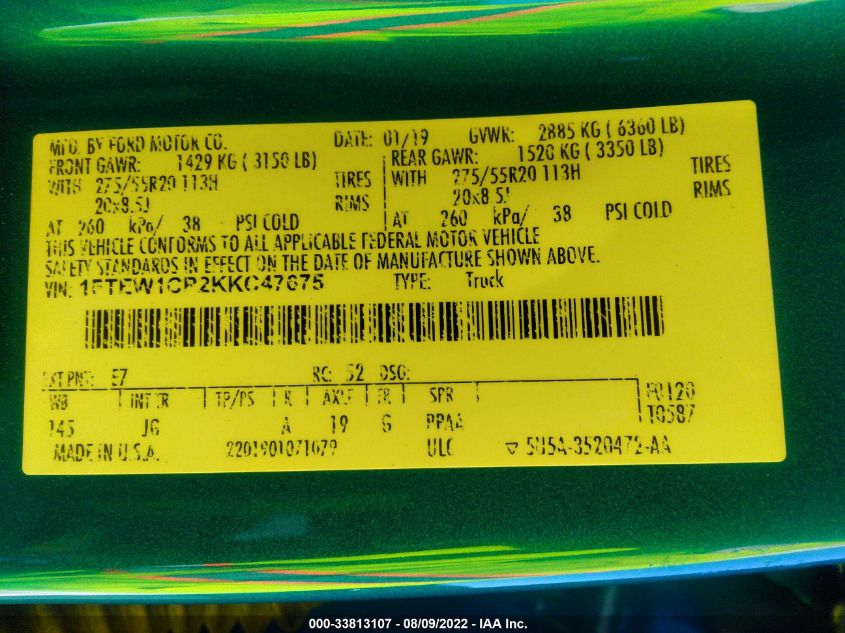 MFD. BY FORD MOTOR CO. DATE: 01/19 GVWR: 2885 KG ( 6360 LB)
FRONT GAWR: 1429 KG ( 3150 LB) REAR GAWR: 1520 KG ( 3350 LB)
WITH 275/55R20 113H TIRES WITH 275/55R20 113H TIRES
20x8.5J RIMS 20x8.5J RIMS
AT 260 kPa/ 38 PSI COLD AT 260 kPa/ 38 PSI COLD
THIS VEHICLE CONFORMS TO ALL APPLICABLE FEDERAL MOTOR VEHICLE
SAFETY STANDARDS IN EFFECT ON THE DATE OF MANUFACTURE SHOWN ABOVE.
VIN: TYPE: Truck
EXT PNT: E7 RC: 52 DSO:
WB INT TR TP/PS R AXLE TR SPR F0120
145 JG A 19 G PPAA T0587
MADE IN U.S.A. 2201901071079 ULC 5U5A-3520472-AA
000-33813107 - 08/09/2022 - IAA Inc.